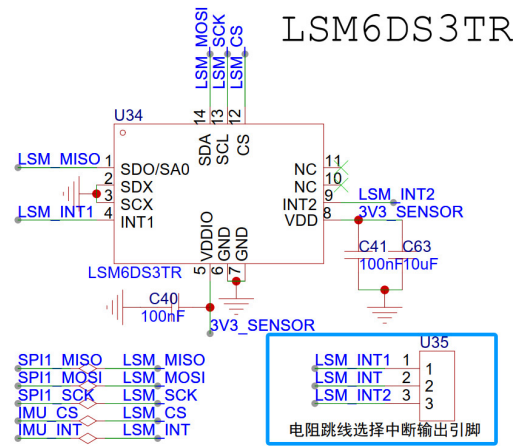 LSM6DS3TR
LSM_MOSI
LSM_SCK
LSM_CS
U34
14 13 12
SDA SCL CS
LSM_MISO 1 SDO/SA0 NC 11
2 SDX NC 10
3 SCX INT2 9 LSM_INT2
LSM_INT1 4 INT1 VDD 8 3V3_SENSOR
VDDIO GND GND
LSM6DS3TR
5 6 7
C41 C63
100nF 10uF
C40
100nF
3V3_SENSOR
SPI1_MISO LSM_MISO
SPI1_MOSI LSM_MOSI
SPI1_SCK LSM_SCK
IMU_CS LSM_CS
IMU_INT LSM_INT
U35
LSM_INT1 1 1
LSM_INT 2 2
LSM_INT2 3 3
电阻跳线选择中断输出引脚